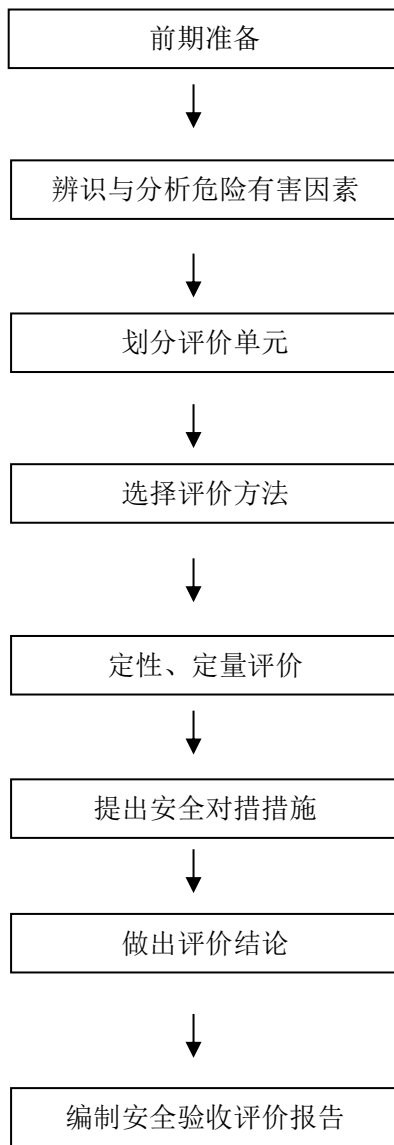 前期准备
辨识与分析危险有害因素
划分评价单元
选择评价方法
定性、定量评价
提出安全对措措施
做出评价结论
编制安全验收评价报告